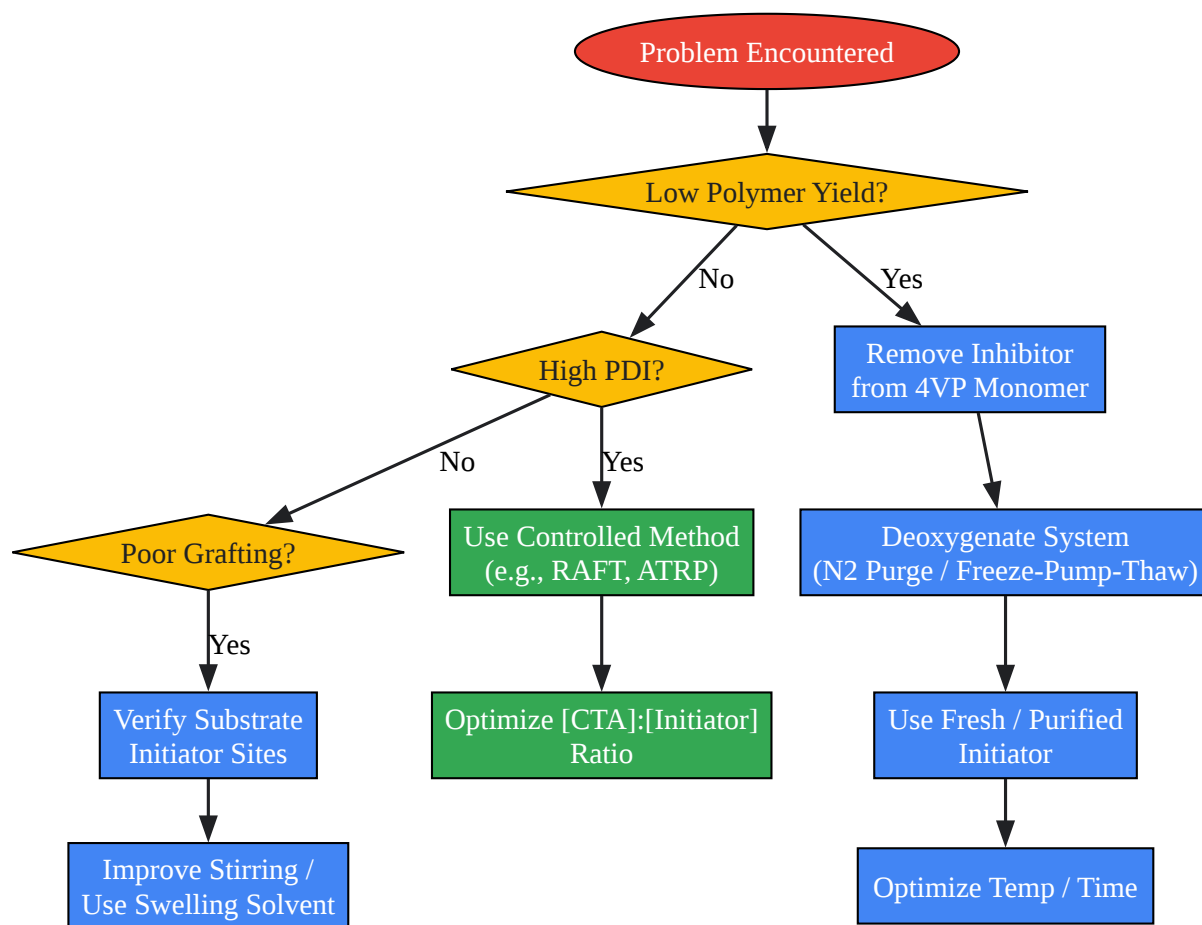 Problem Encountered
Low Polymer Yield?
No
Yes
High PDI?
Remove Inhibitor
from 4VP Monomer
No
Yes
Poor Grafting?
Use Controlled Method
(e.g., RAFT, ATRP)
Deoxygenate System
(N2 Purge / Freeze-Pump-Thaw)
Yes
Verify Substrate
Initiator Sites
Optimize [CTA]:[Initiator]
Ratio
Use Fresh / Purified
Initiator
Improve Stirring /
Use Swelling Solvent
Optimize Temp / Time